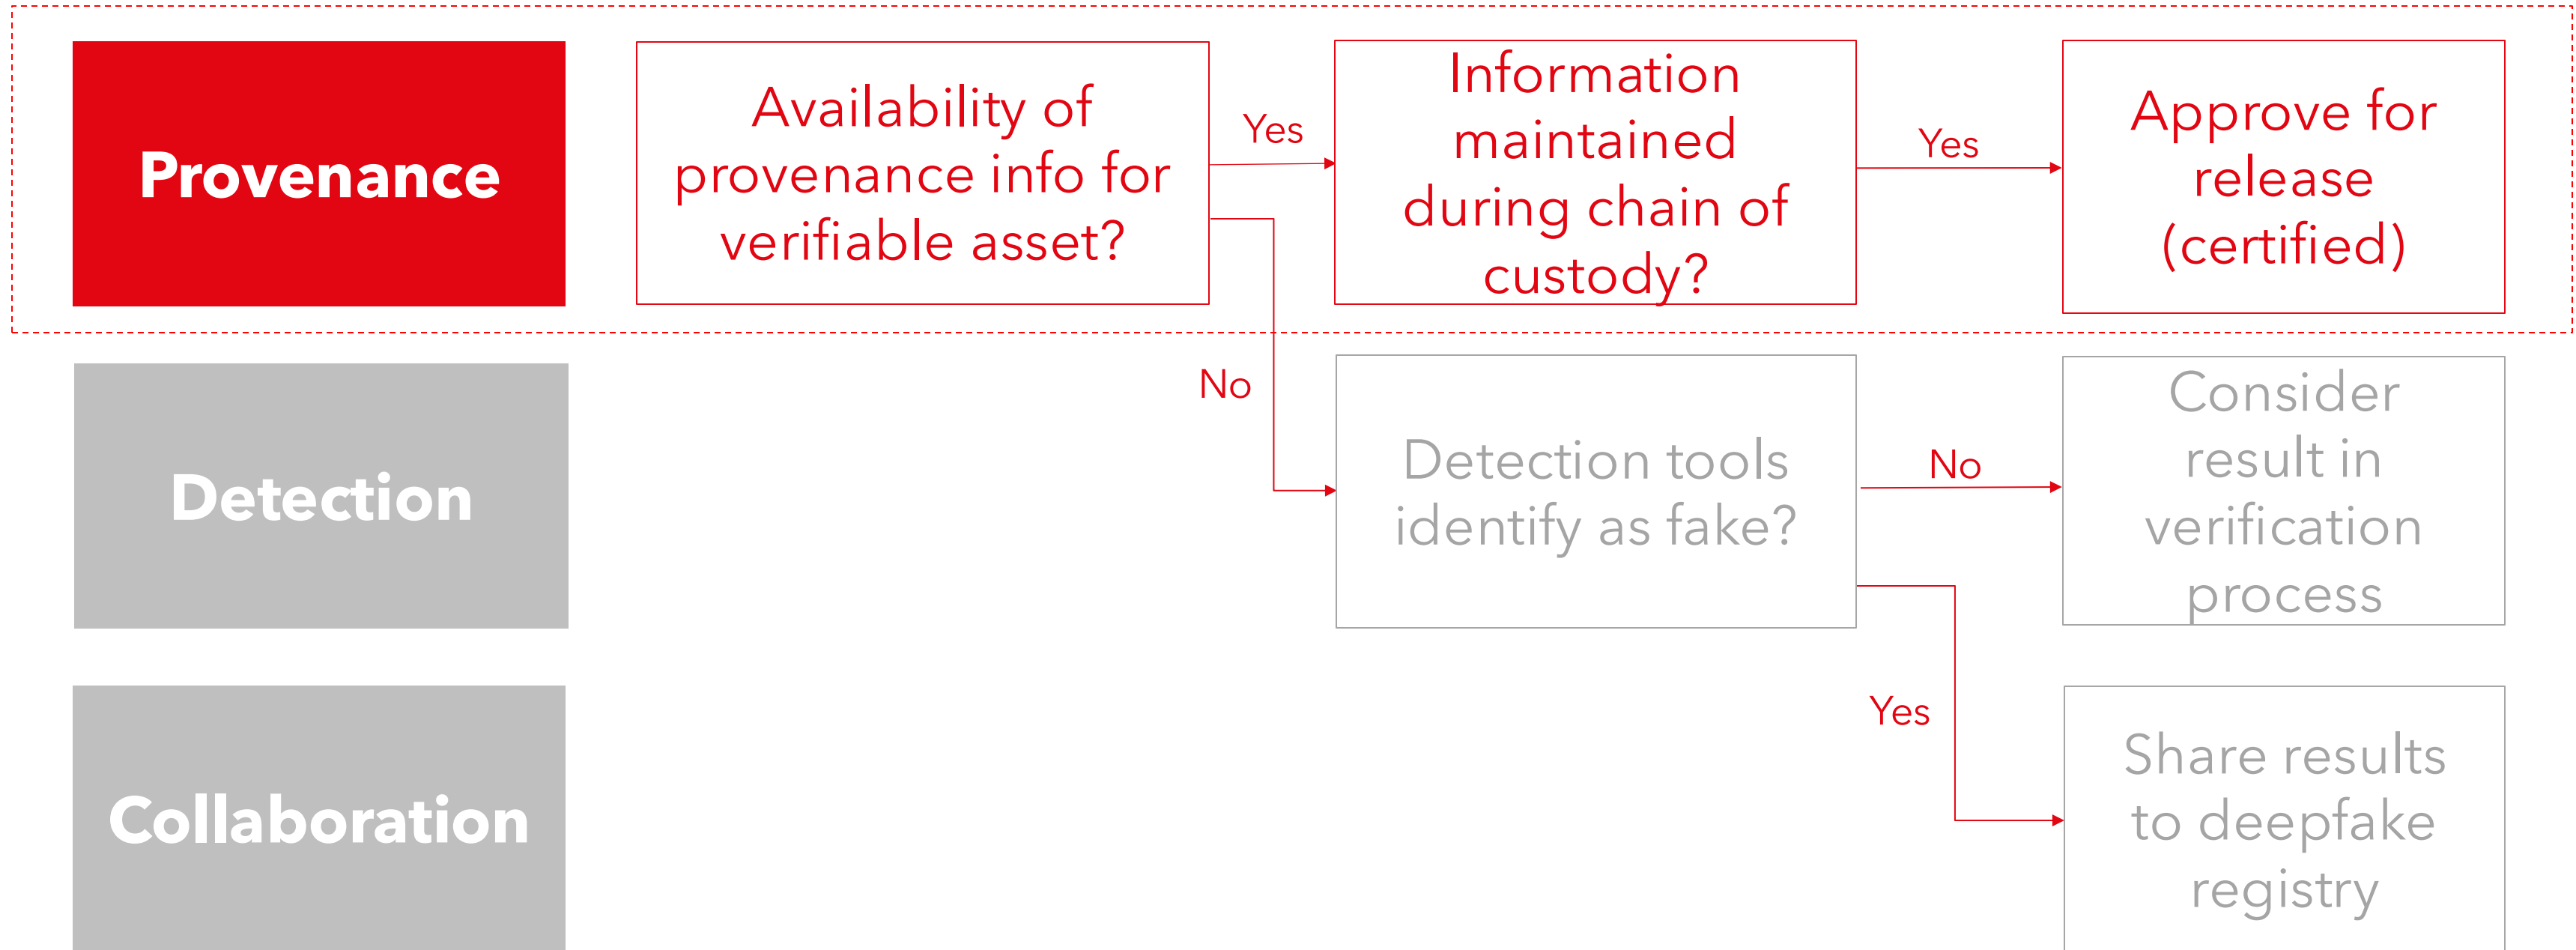 Provenance
Availability of
provenance info for
verifiable asset?
Yes
Information
maintained
during chain of
custody?
Yes
Approve for
release
(certified)
No
Detection
Detection tools
identify as fake?
No
Consider
result in
verification
process
Yes
Collaboration
Share results
to deepfake
registry